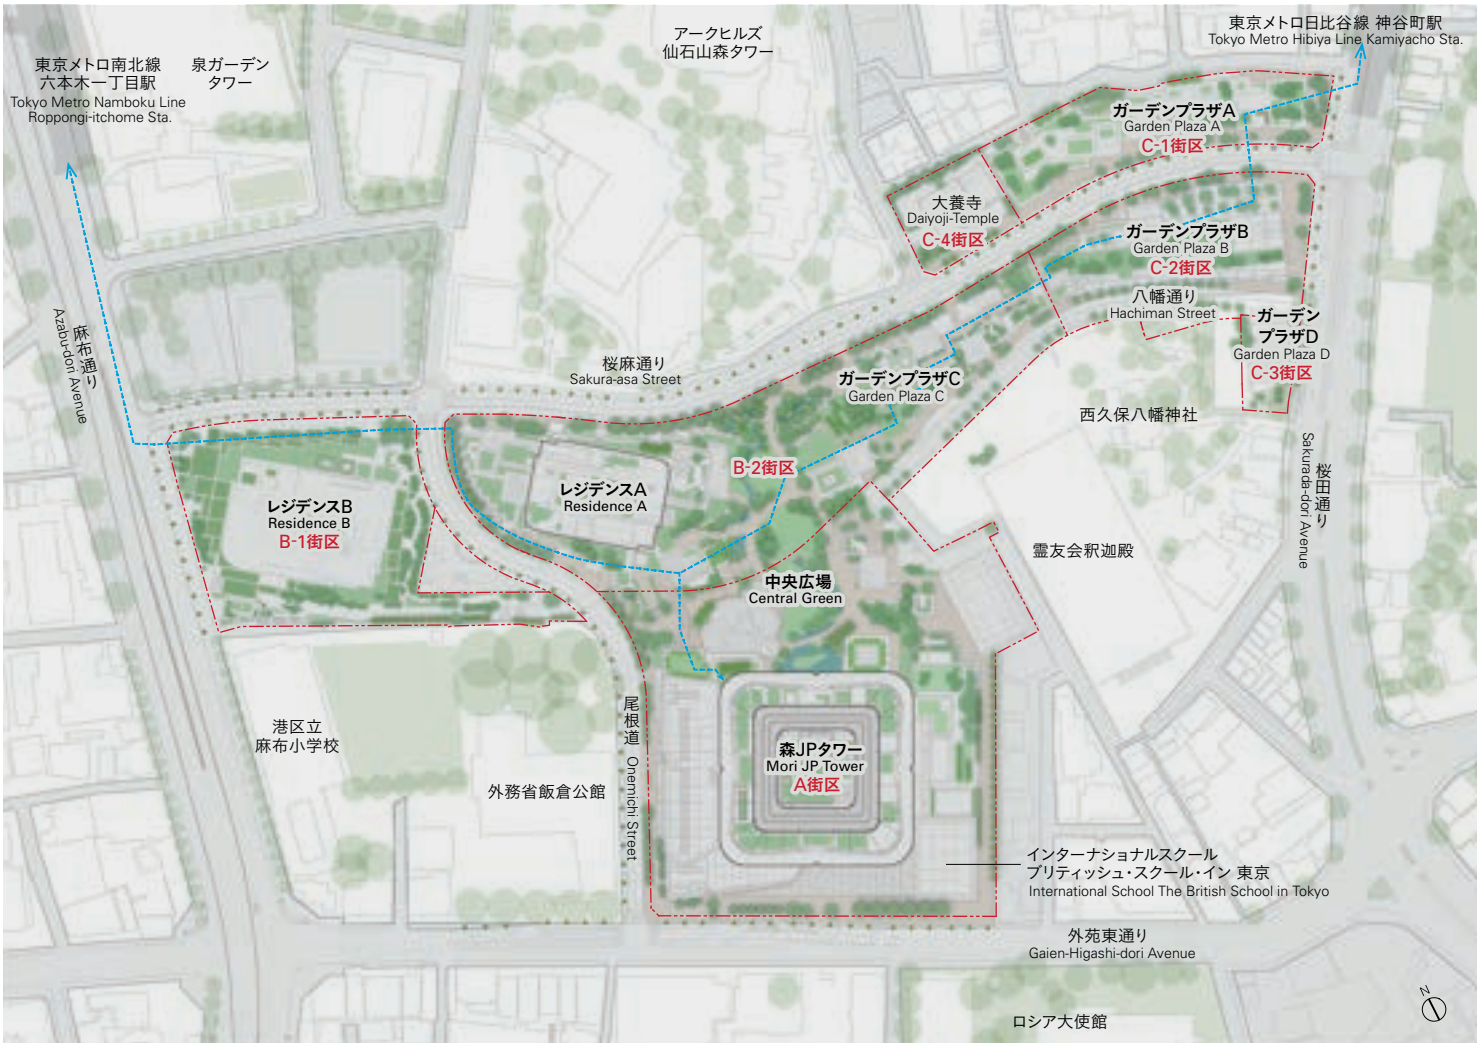 東京メトロ南北線
六本木一丁目駅
Tokyo Metro Namboku Line
Roppongi-itchome Sta.
泉ガーデン
タワー
アークヒルズ
仙石山森タワー
東京メトロ日比谷線 神谷町駅
Tokyo Metro Hibiya Line Kamiyacho Sta.
ガーデンプラザA
Garden Plaza A
C-1街区
大養寺
Daiyoji-Temple
C-4街区
ガーデンプラザB
Garden Plaza B
C-2街区
八幡通り
Hachiman Street
ガーデン
プラザD
Garden Plaza D
C-3街区
麻布通り
Azabu-dori Avenue
桜麻通り
Sakura-asa Street
ガーデンプラザC
Garden Plaza C
西久保八幡神社
B-2街区
桜田通り
Sakurada-dori Avenue
レジデンスB
Residence B
B-1街区
レジデンスA
Residence A
霊友会釈迦殿
中央広場
Central Green
港区立
麻布小学校
外務省飯倉公館
尾根道 Onemichi Street
森JPタワー
Mori JP Tower
A街区
インターナショナルスクール
ブリティッシュ・スクール・イン 東京
International School The British School in Tokyo
外苑東通り
Gaien-Higashi-dori Avenue
ロシア大使館
N